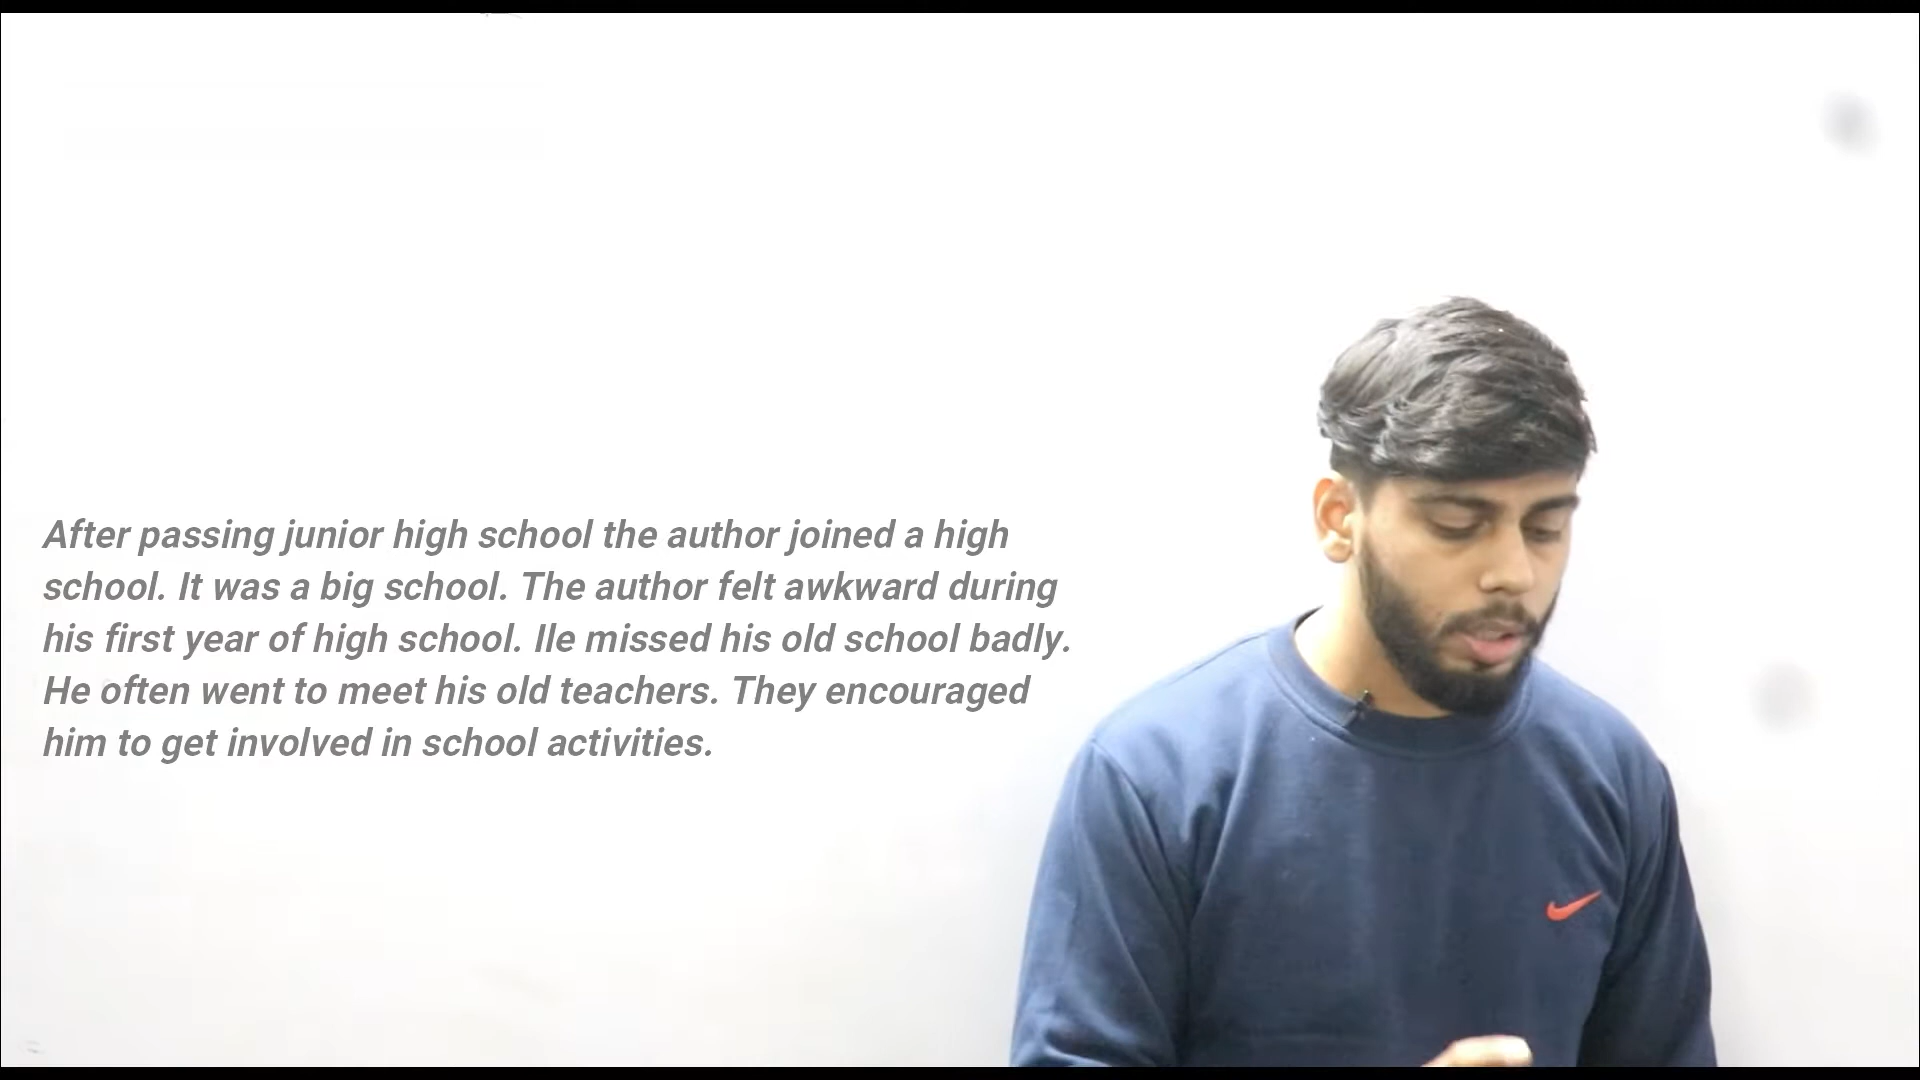 After passing junior high school the author joined a high
school. It was a big school. The author felt awkward during
his first year of high school. Ile missed his old school badly.
He often went to meet his old teachers. They encouraged
him to get involved in school activities.